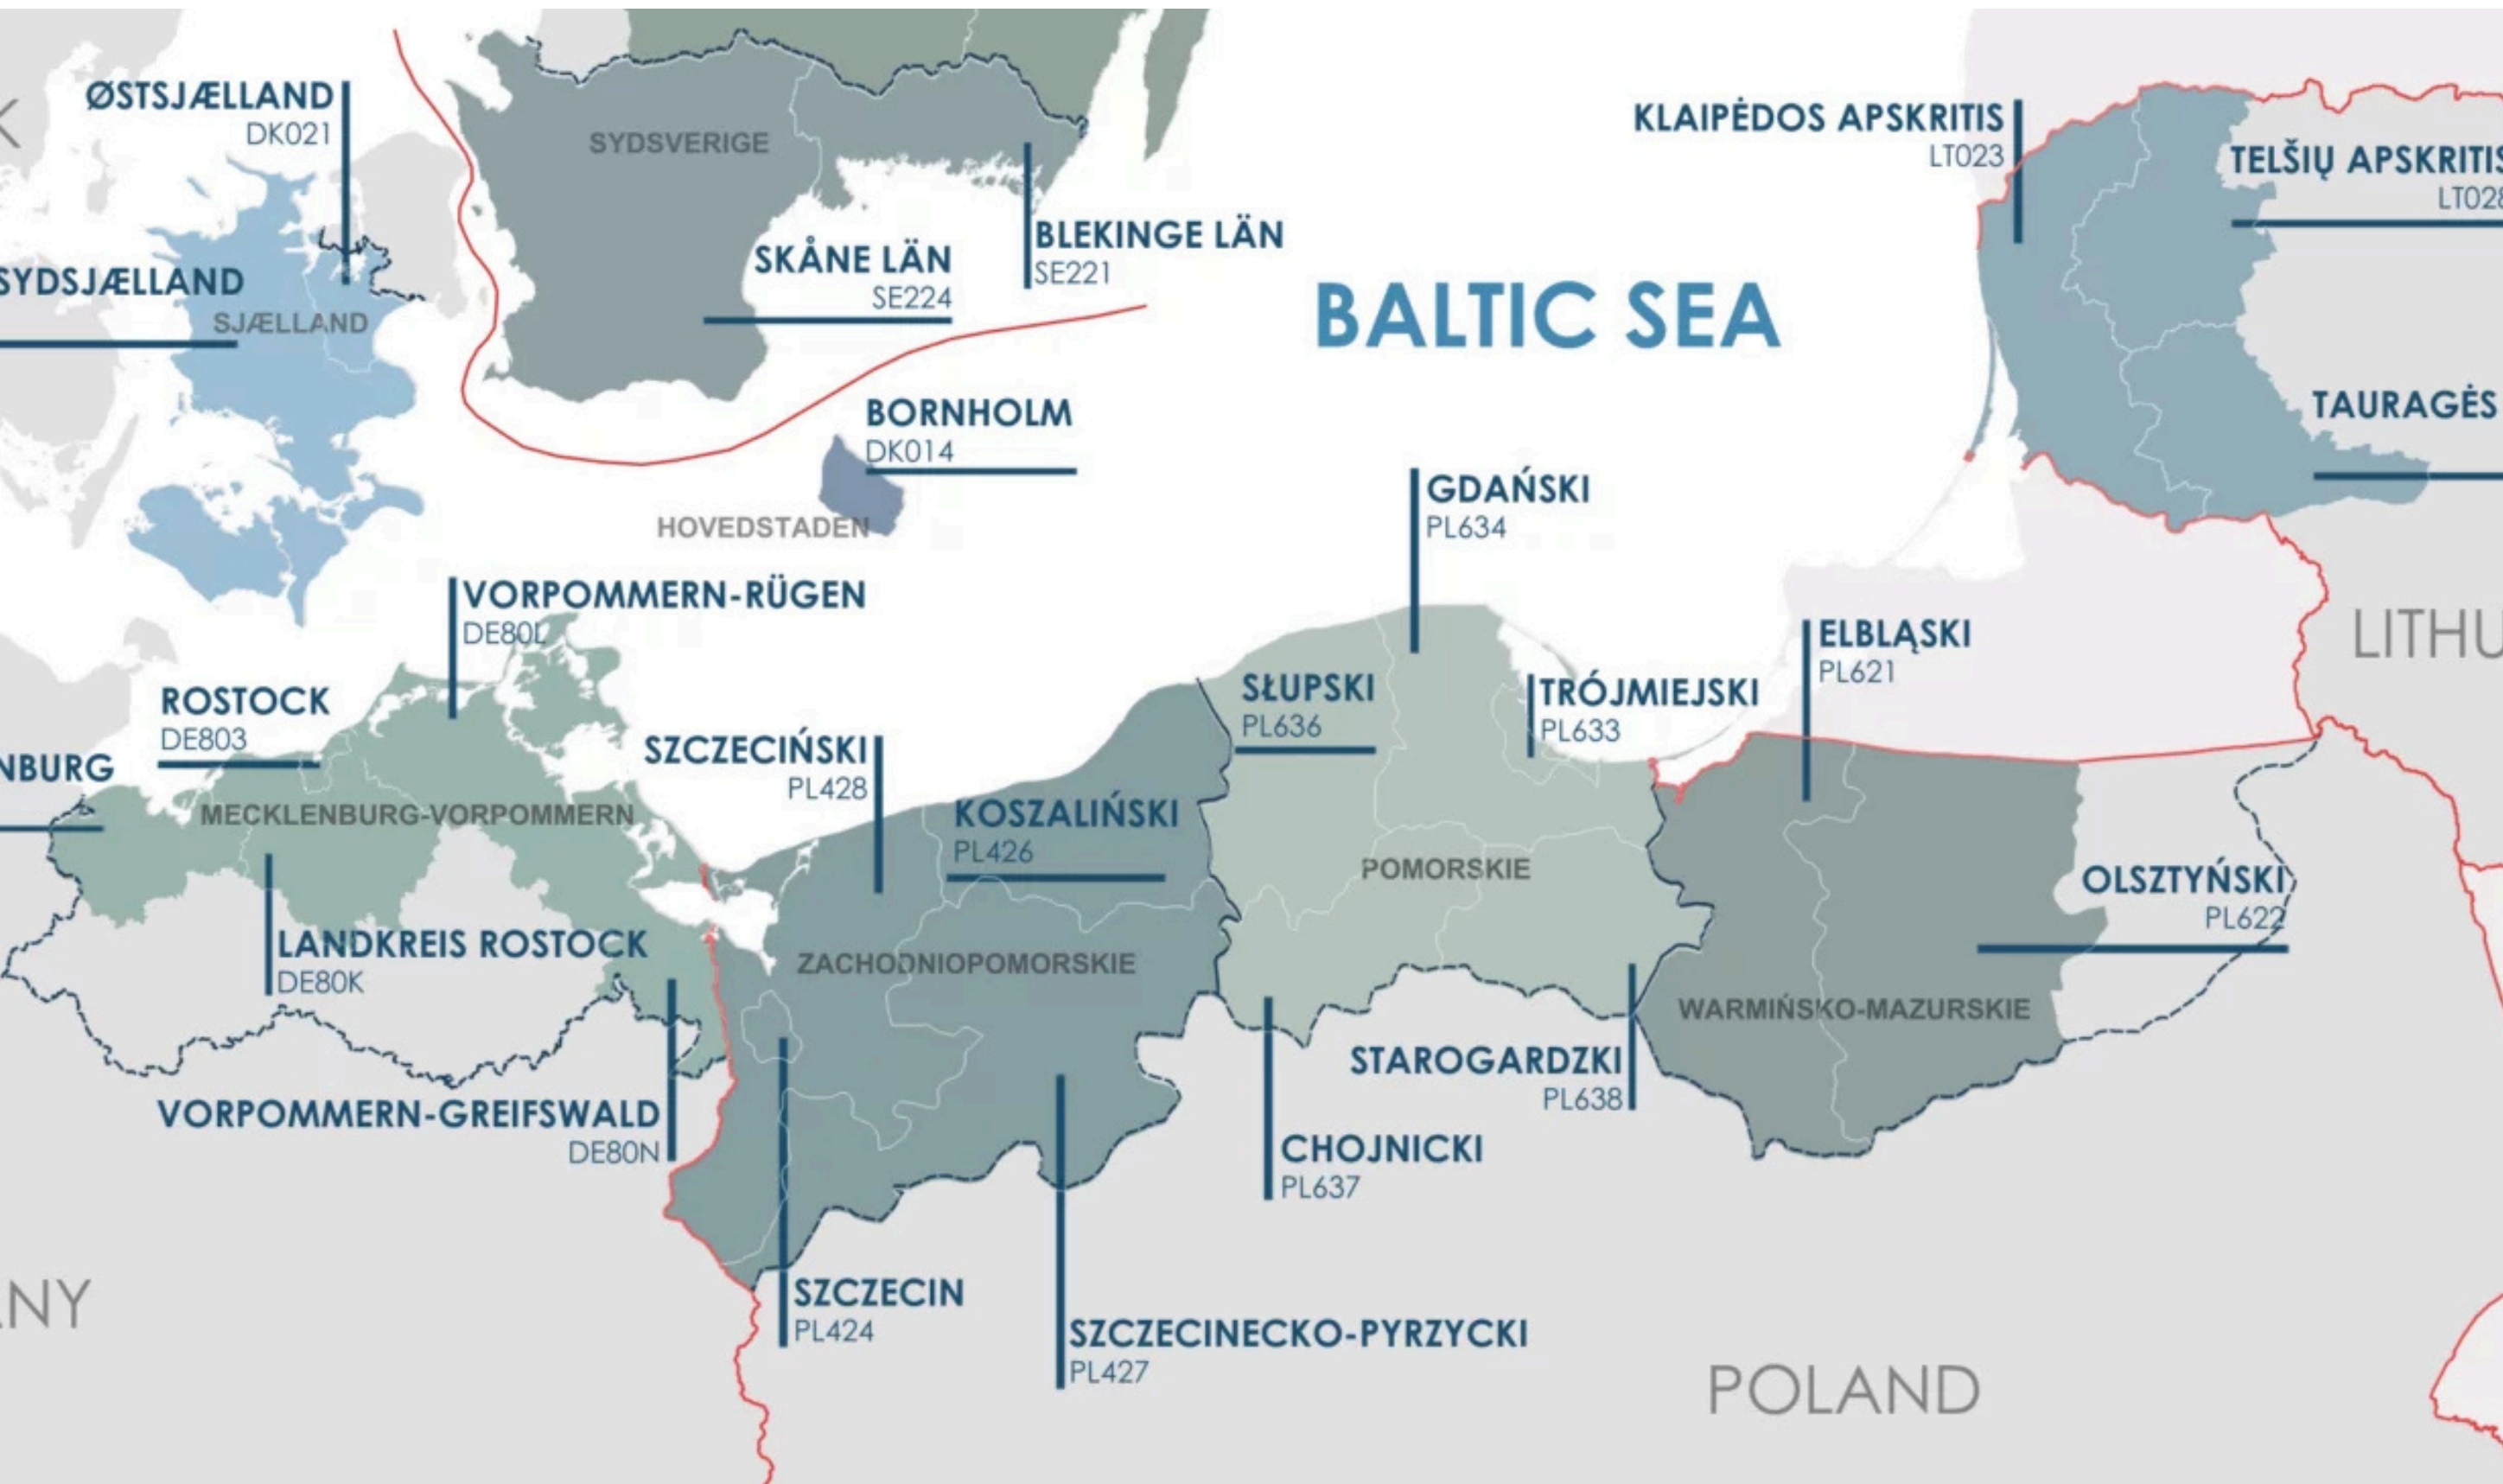 K
ØSTSJÆLLAND
DK021
SYDSJÆLLAND
SJÆLLAND
SYDSVERIGE
SKÅNE LÄN
SE224
BLEKINGE LÄN
SE221
BALTIC SEA
KLAIPĖDOS APSKRITIS
LT023
TELŠIŲ APSKRITIS
LT028
TAURAGĖS
BORNHOLM
DK014
HOVEDSTADEN
GDAŃSKI
PL634
VORPOMMERN-RÜGEN
DE80L
ROSTOCK
DE803
NBURG
MECKLENBURG-VORPOMMERN
SZCZECIŃSKI
PL428
KOSZALIŃSKI
PL426
SŁUPSKI
PL636
TRÓJMIEJSKI
PL633
ELBLĄSKI
PL621
LITHU
POMORSKIE
OLSZTYŃSKI
PL622
LANDKREIS ROSTOCK
DE80K
ZACHODNIOPOMORSKIE
WARMIŃSKO-MAZURSKIE
STAROGARDZKI
PL638
VORPOMMERN-GREIFSWALD
DE80N
CHOJNICKI
PL637
SZCZECIN
PL424
SZCZECINECKO-PYRZYCKI
PL427
NY
POLAND